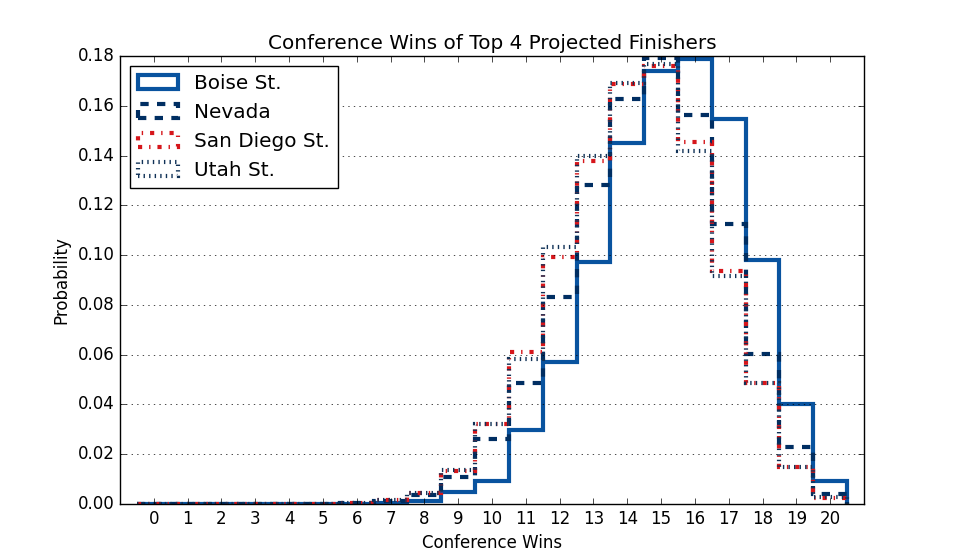 Conference Wins of Top 4 Projected Finishers
Boise St.
Nevada
San Diego St.
Utah St.
Probability
0.18
0.16
0.14
0.12
0.10
0.08
0.06
0.04
0.02
0.00
0 1 2 3 4 5 6 7 8 9 10 11 12 13 14 15 16 17 18 19 20
Conference Wins